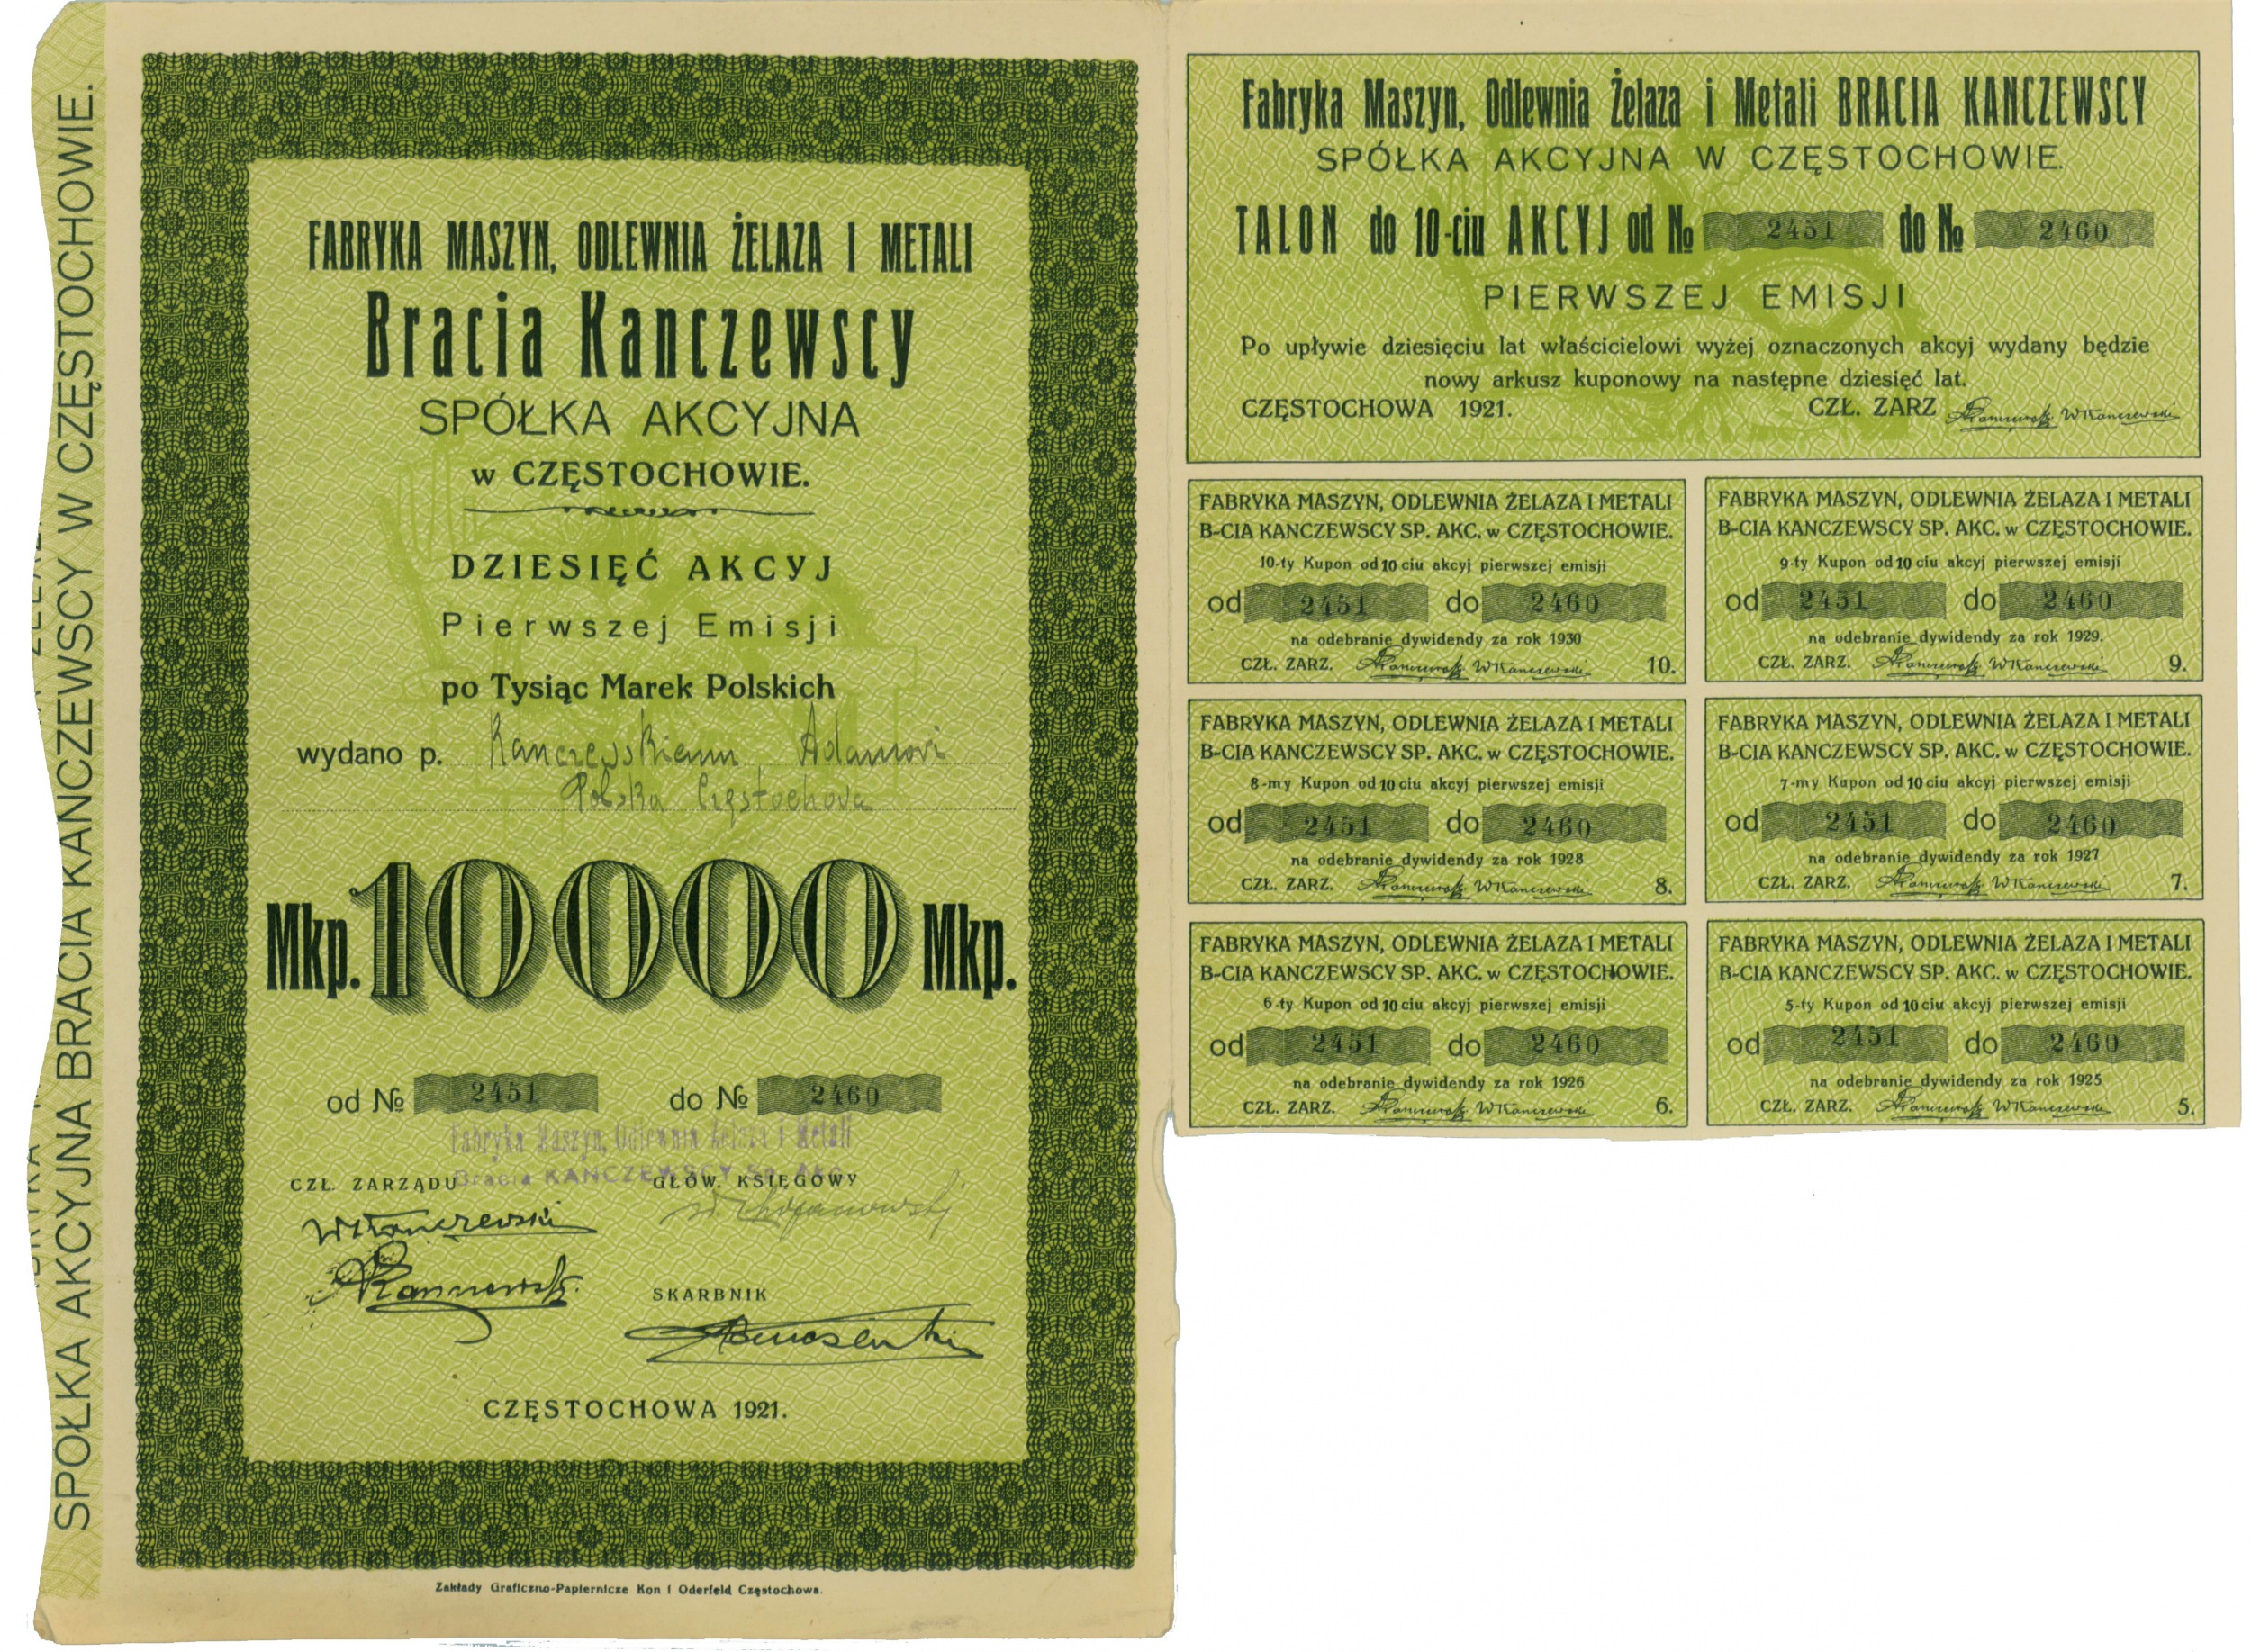 SPÓŁKA AKCYJNA BRACIA KANCZEWSCY W CZĘSTOCHOWIE.
FABRYKA MASZYN, ODLEWNIA ŻELAZA I METALI
Bracia Kanczewscy
SPÓŁKA AKCYJNA
w CZĘSTOCHOWIE.
DZIESIĘĆ AKCYJ
Pierwszej Emisji
po Tysiąc Marek Polskich
wydano p. Kanczewskiemu Adamowi
Polska Częstochowa
Mkp. 10000 Mkp.
od № 2451 do № 2460
Fabryka Maszyn, Odlewnia Żelaza i Metali
Bracia KANCZEWSCY Sp. Akc.
CZŁ. ZARZĄDU GŁÓW. KSIĘGOWY
WKanczewski
SKARBNIK
CZĘSTOCHOWA 1921.
Zakłady Graficzno-Papiernicze Kon i Oderfeld Częstochowa.
Fabryka Maszyn, Odlewnia Żelaza i Metali BRACIA KANCZEWSCY
SPÓŁKA AKCYJNA W CZĘSTOCHOWIE.
TALON do 10-ciu AKCYJ od № 2451 do № 2460
PIERWSZEJ EMISJI
Po upływie dziesięciu lat właścicielowi wyżej oznaczonych akcyj wydany będzie
nowy arkusz kuponowy na następne dziesięć lat.
CZĘSTOCHOWA 1921. CZŁ. ZARZ WKanczewski
FABRYKA MASZYN, ODLEWNIA ŻELAZA I METALI
B-CIA KANCZEWSCY SP. AKC. w CZĘSTOCHOWIE.
10-ty Kupon od 10 ciu akcyj pierwszej emisji
od 2451 do 2460
na odebranie dywidendy za rok 1930
CZŁ. ZARZ. WKanczewski 10.
FABRYKA MASZYN, ODLEWNIA ŻELAZA I METALI
B-CIA KANCZEWSCY SP. AKC. w CZĘSTOCHOWIE.
9-ty Kupon od 10 ciu akcyj pierwszej emisji
od 2451 do 2460
na odebranie dywidendy za rok 1929.
CZŁ. ZARZ. WKanczewski 9.
FABRYKA MASZYN, ODLEWNIA ŻELAZA I METALI
B-CIA KANCZEWSCY SP. AKC. w CZĘSTOCHOWIE.
8-my Kupon od 10 ciu akcyj pierwszej emisji
od 2451 do 2460
na odebranie dywidendy za rok 1928
CZŁ. ZARZ. WKanczewski 8.
FABRYKA MASZYN, ODLEWNIA ŻELAZA I METALI
B-CIA KANCZEWSCY SP. AKC. w CZĘSTOCHOWIE.
7-my Kupon od 10 ciu akcyj pierwszej emisji
od 2451 do 2460
na odebranie dywidendy za rok 1927
CZŁ. ZARZ. WKanczewski 7.
FABRYKA MASZYN, ODLEWNIA ŻELAZA I METALI
B-CIA KANCZEWSCY SP. AKC. w CZĘSTOCHOWIE.
6-ty Kupon od 10 ciu akcyj pierwszej emisji
od 2451 do 2460
na odebranie dywidendy za rok 1926
CZŁ. ZARZ. WKanczewski 6.
FABRYKA MASZYN, ODLEWNIA ŻELAZA I METALI
B-CIA KANCZEWSCY SP. AKC. w CZĘSTOCHOWIE.
5-ty Kupon od 10 ciu akcyj pierwszej emisji
od 2451 do 2460
na odebranie dywidendy za rok 1925
CZŁ. ZARZ. WKanczewski 5.